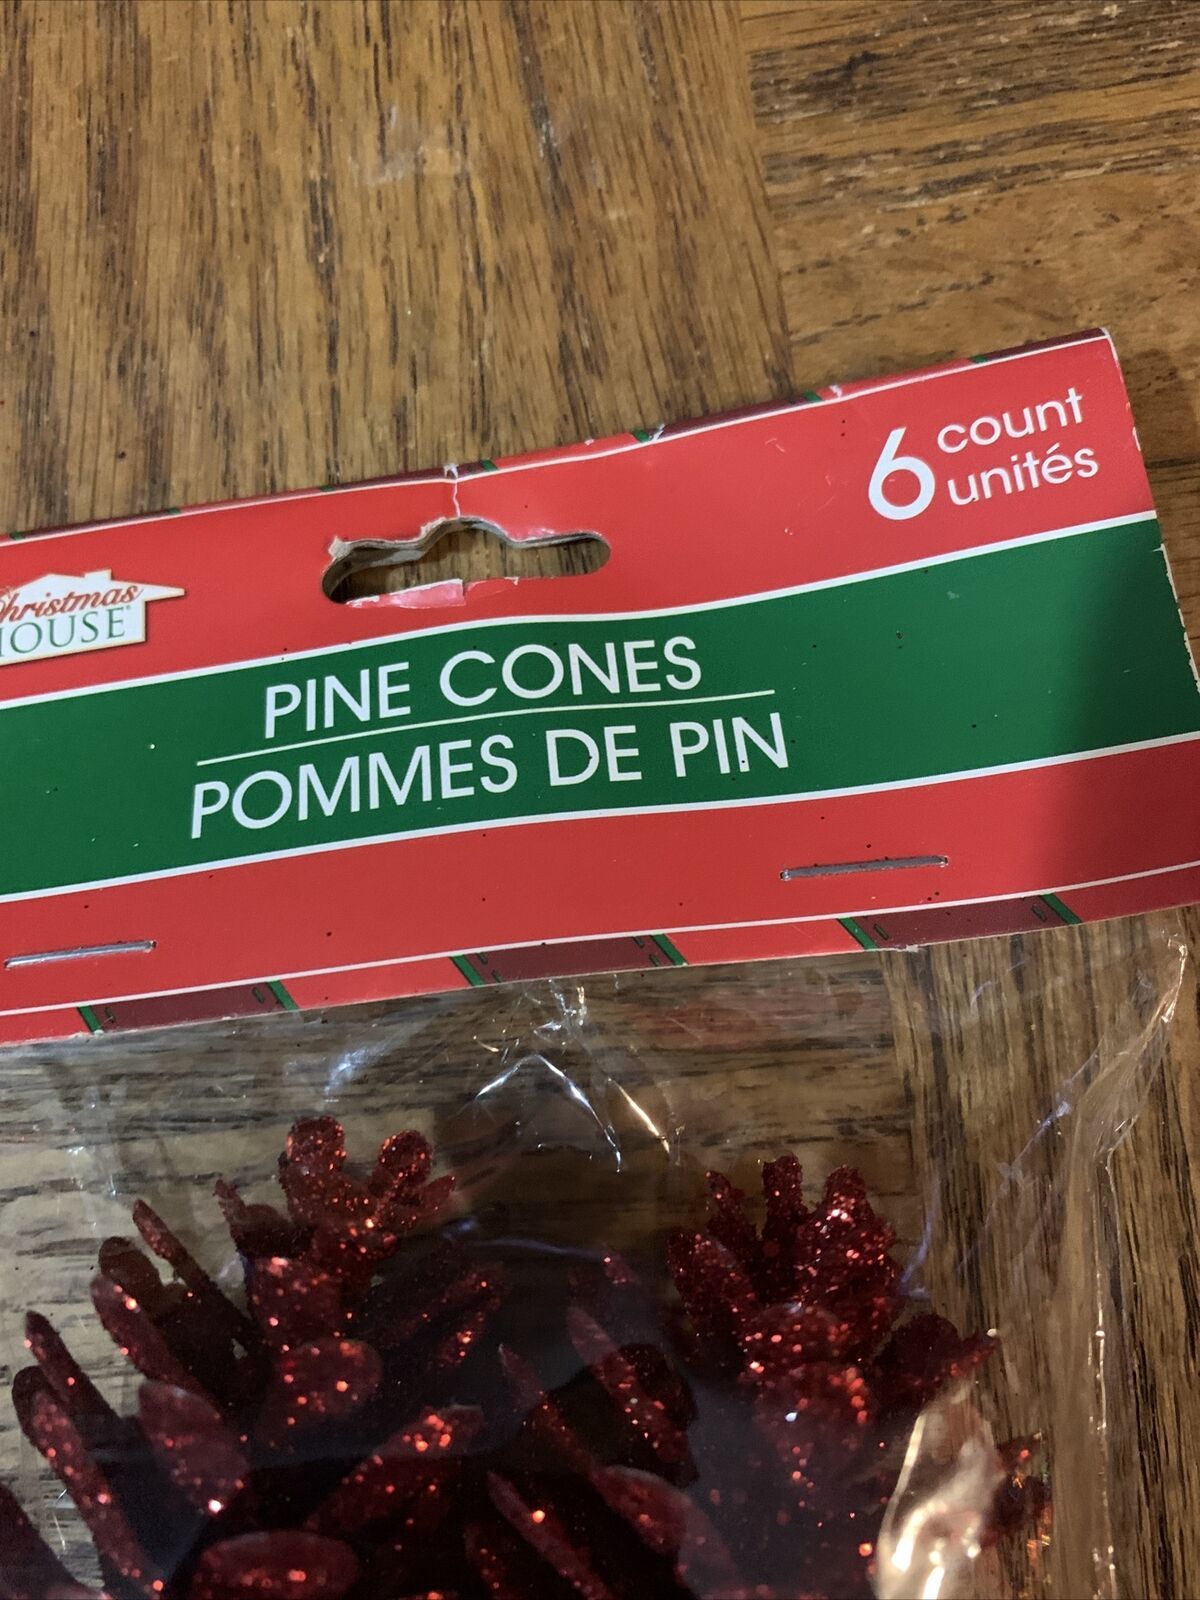 6 count
unités
Christmas
HOUSE®
PINE CONES
POMMES DE PIN